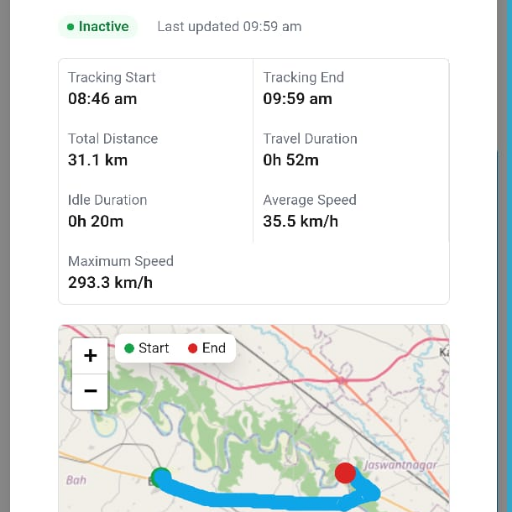 Inactive Last updated 09:59 am
Tracking Start Tracking End
08:46 am 09:59 am
Total Distance Travel Duration
31.1 km 0h 52m
Idle Duration Average Speed
0h 20m 35.5 km/h
Maximum Speed
293.3 km/h
+ Start End
−
Jaswantnagar
Bah